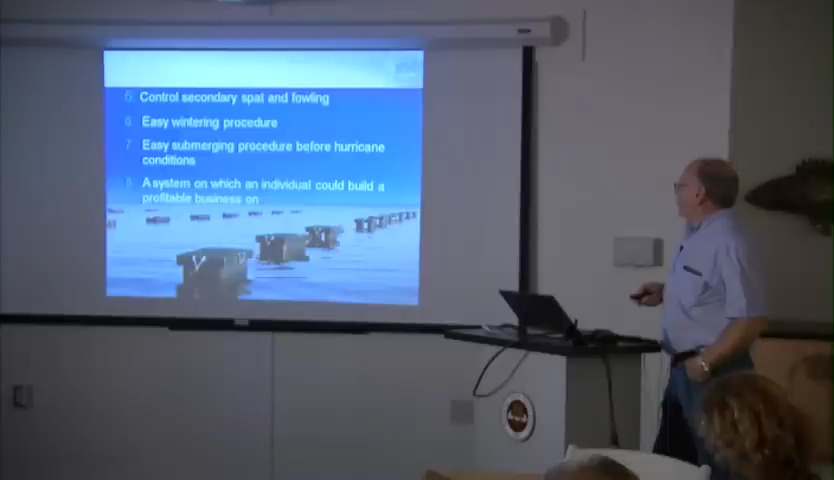 5 Control secondary spat and fowling
6 Easy wintering procedure
7 Easy submerging procedure before hurricane
conditions
8 A system on which an individual could build a
profitable business on